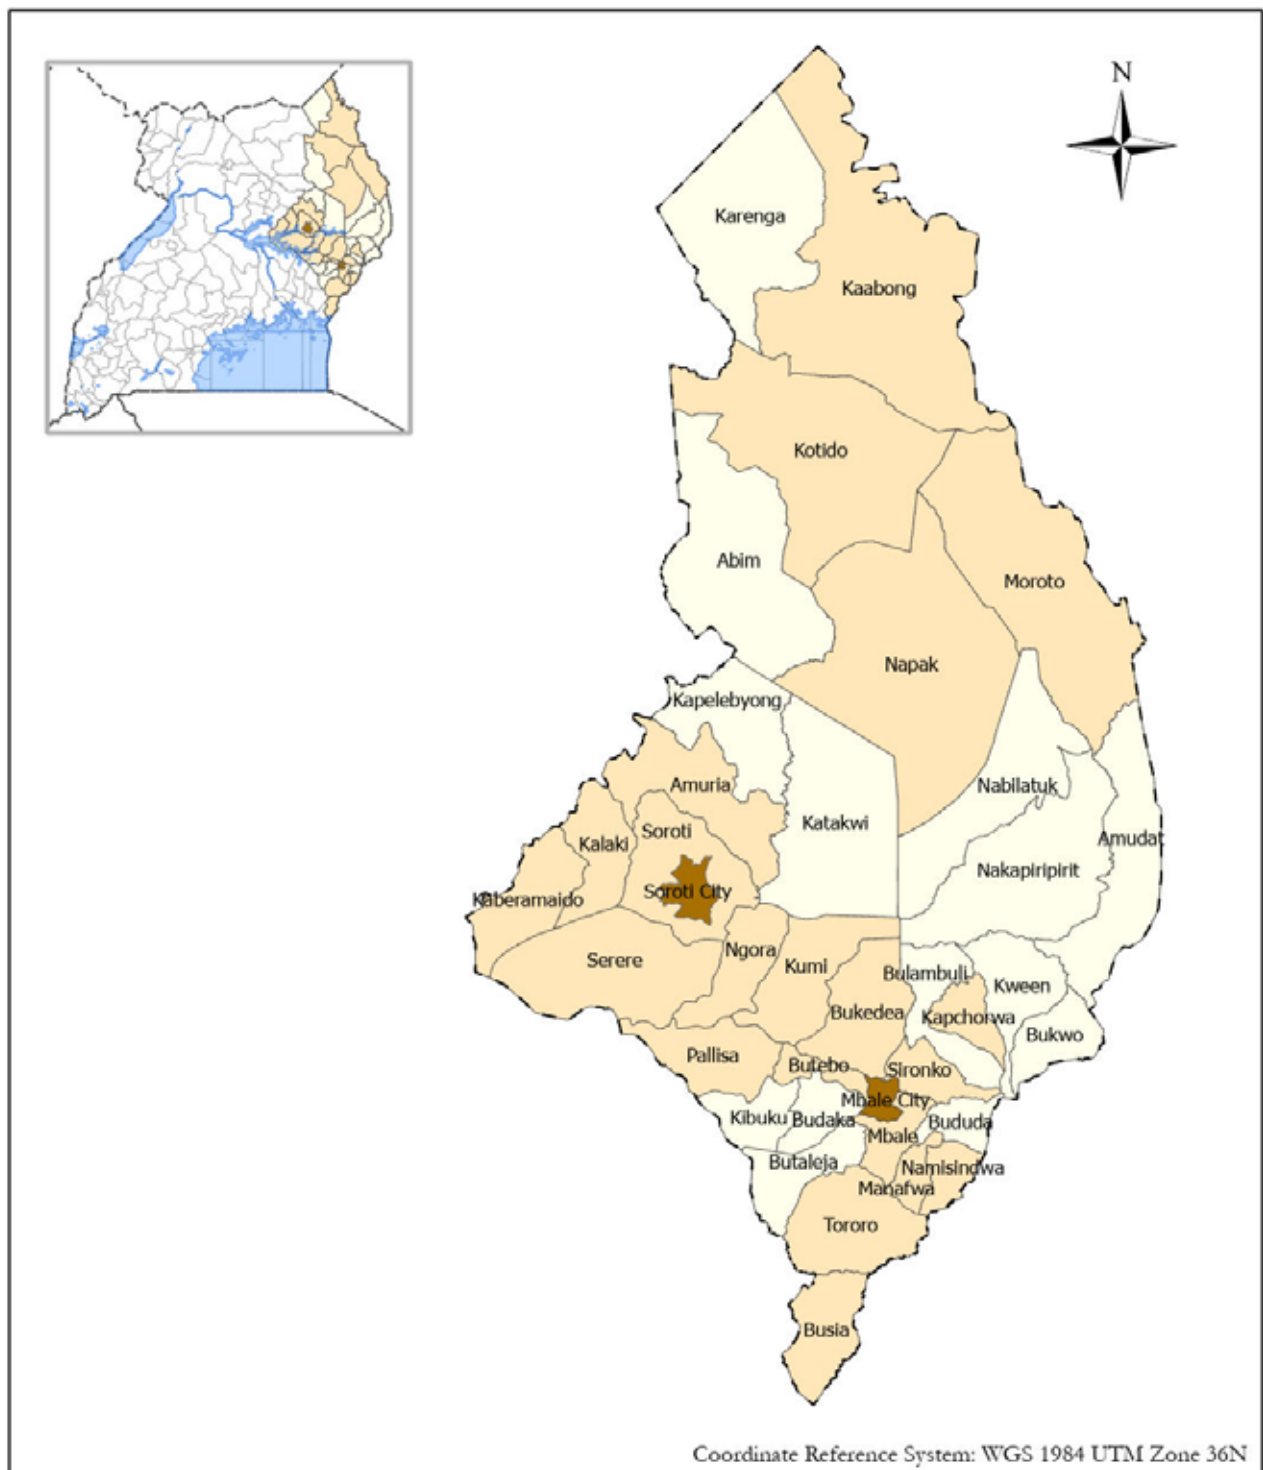 N
Karenga
Kaabong
Kotido
Abim
Moroto
Napak
Kapelebyong
Amuria
Nabilatuk
Katakwi
Soroti
Kalaki
Amudat
Nakapiripirit
Soroti City
Kaberamaido
Ngora
Serere
Kumi
Bulambuli
Kween
Bukedea
Kapchorwa
Bukwo
Pallisa
Butebo
Sironko
Mbale City
Kibuku
Budaka
Bududa
Mbale
Butaleja
Namisindwa
Manafwa
Tororo
Busia
Coordinate Reference System: WGS 1984 UTM Zone 36N